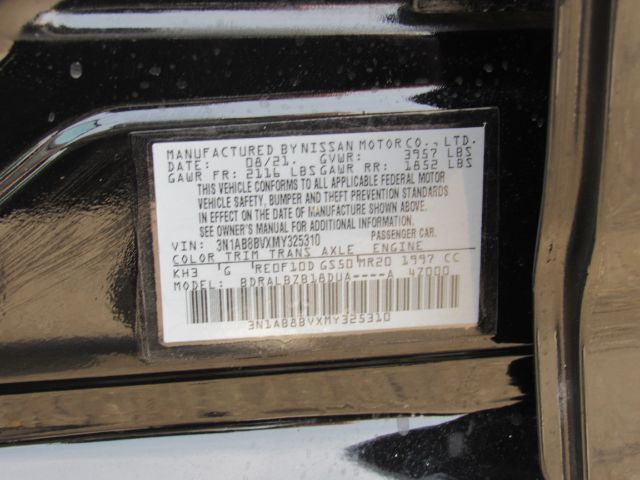 MANUFACTURED BY NISSAN MOTOR CO., LTD.
DATE: 08/21. GVWR: 3957 LBS
GAWR FR: 2116 LBS GAWR RR: 1852 LBS
THIS VEHICLE CONFORMS TO ALL APPLICABLE FEDERAL MOTOR
VEHICLE SAFETY, BUMPER AND THEFT PREVENTION STANDARDS
IN EFFECT ON THE DATE OF MANUFACTURE SHOWN ABOVE.
SEE OWNER'S MANUAL FOR ADDITIONAL INFORMATION.
VIN: 3N1AB8BVXMY325310 PASSENGER CAR.
COLOR TRIM TRANS AXLE ENGINE
KH3 G RE0F10D GS50 MR20 1997 CC
MODEL: BDRALBZB18DUA----A 47000
3N1AB8BVXMY325310